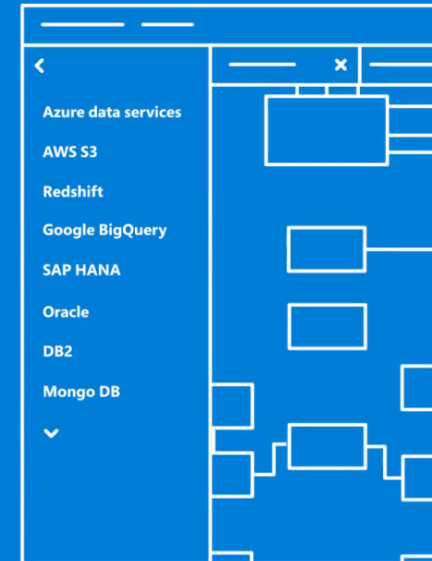 Azure data services
AWS S3
Redshift
Google BigQuery
SAP HANA
Oracle
DB2
Mongo DB